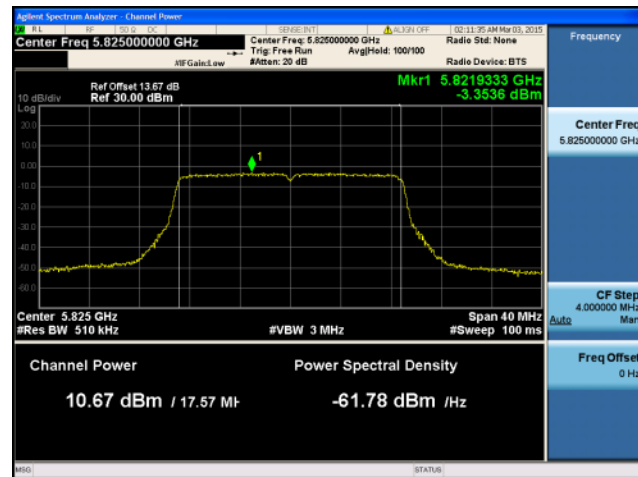 Agilent Spectrum Analyzer - Channel Power
RL RF 50 Ω DC SENSE:INT ALIGN OFF 02:11:35 AM Mar 03, 2015
Center Freq 5.825000000 GHz
Center Freq: 5.825000000 GHz Radio Std: None
Trig: Free Run Avg|Hold: 100/100
#IFGain:Low #Atten: 20 dB Radio Device: BTS
Frequency
Ref Offset 13.67 dB Mkr1 5.8219333 GHz
10 dB/div Ref 30.00 dBm -3.3536 dBm
Log
20.0
10.0
0.00
-10.0
-20.0
-30.0
-40.0
-50.0
-60.0
1
Center 5.825 GHz Span 40 MHz
#Res BW 510 kHz #VBW 3 MHz #Sweep 100 ms
Channel Power Power Spectral Density
10.67 dBm / 17.57 MH -61.78 dBm /Hz
Center Freq
5.825000000 GHz
CF Step
4.000000 MHz
Auto Man
Freq Offset
0 Hz
MSG STATUS